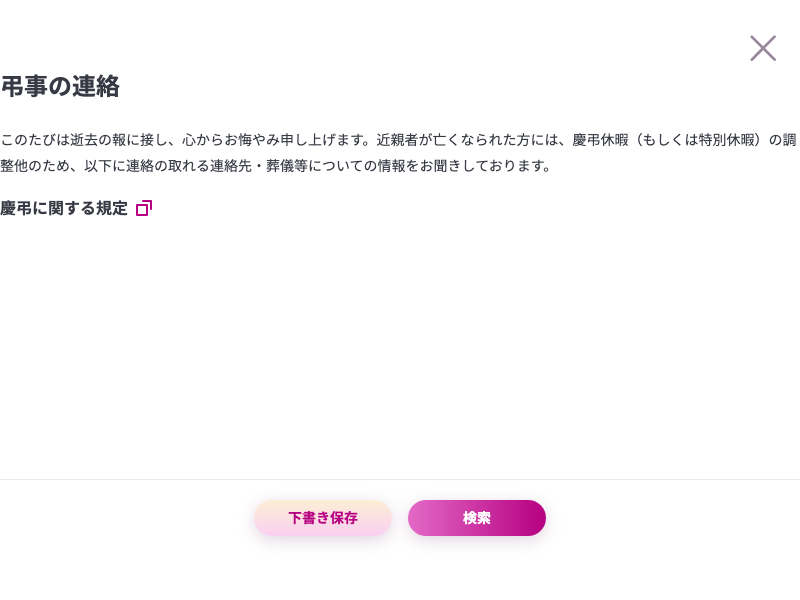 弔事の連絡
このたびは逝去の報に接し、心からお悔やみ申し上げます。近親者が亡くなられた方には、慶弔休暇（もしくは特別休暇）の調
整他のため、以下に連絡の取れる連絡先・葬儀等についての情報をお聞きしております。
慶弔に関する規定
下書き保存
検索